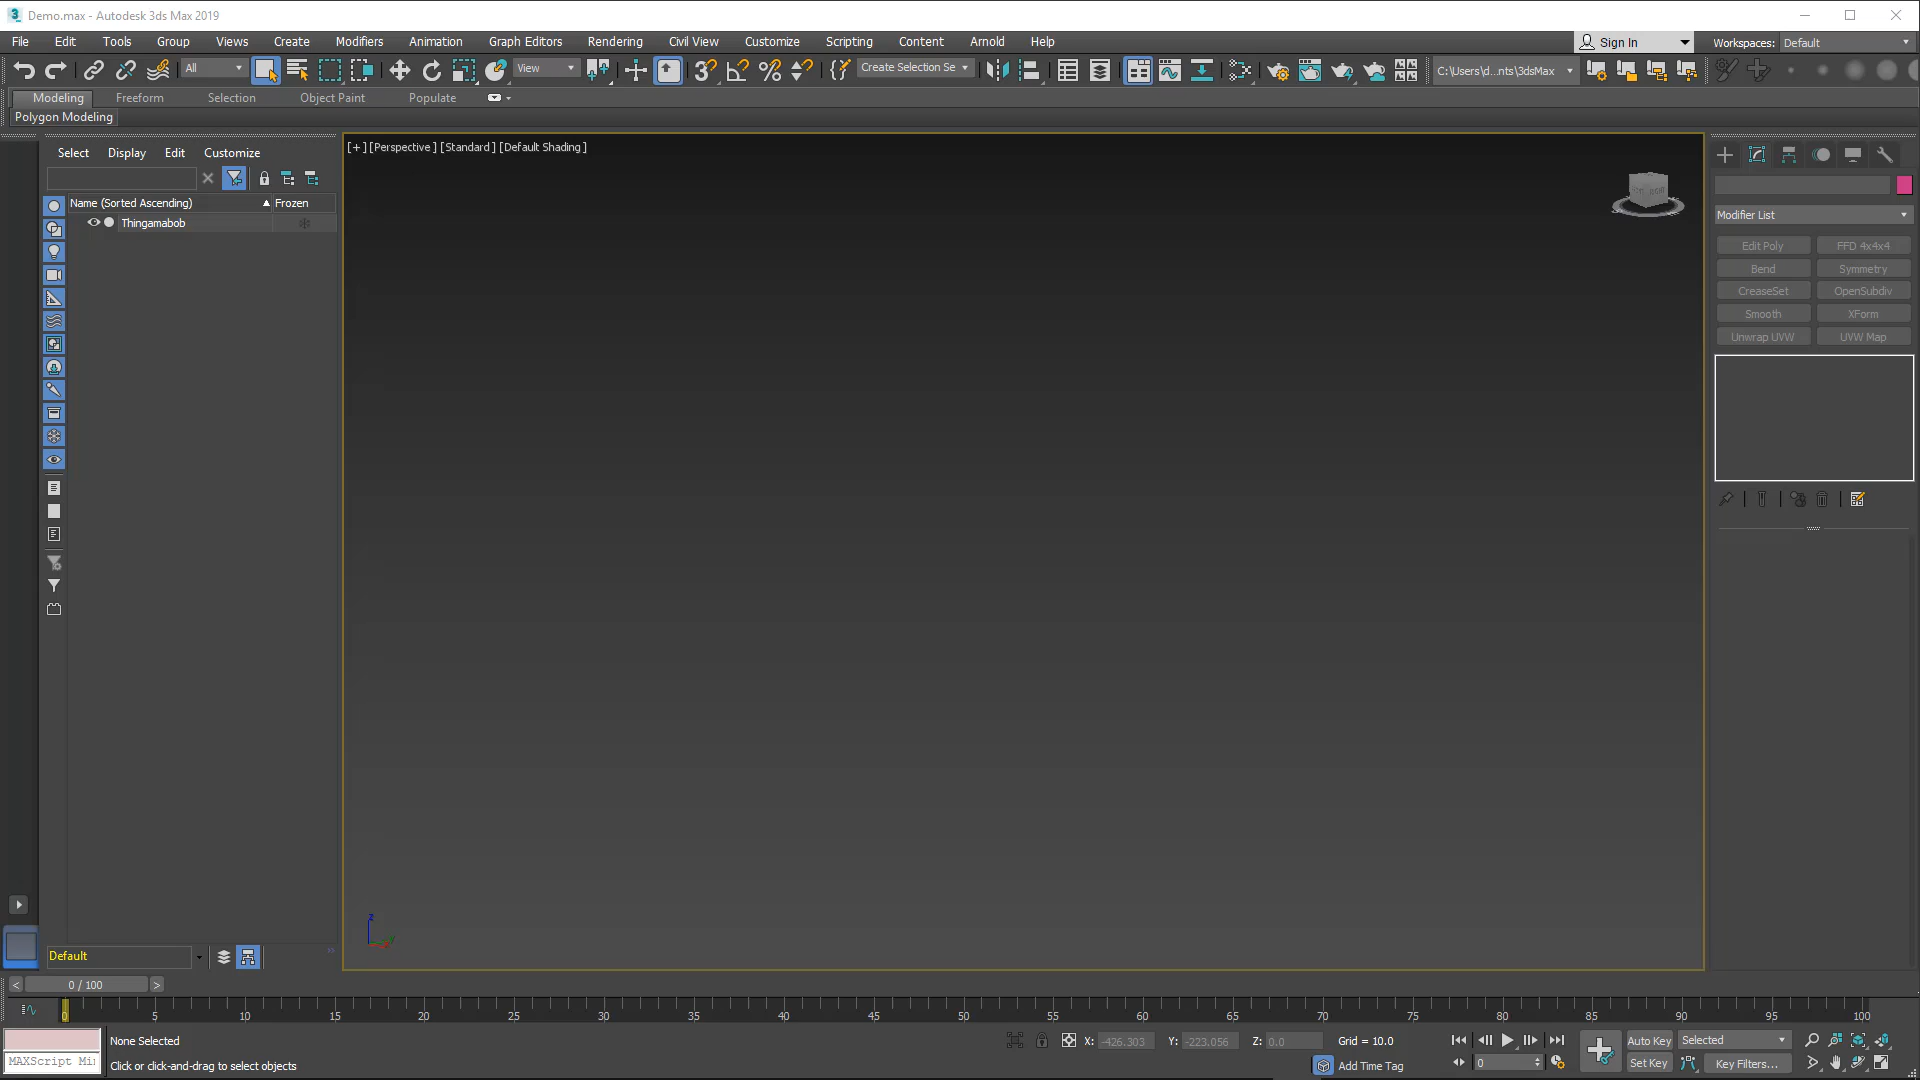 Demo.max - Autodesk 3ds Max 2019
File Edit Tools Group Views Create Modifiers Animation Graph Editors Rendering Civil View Customize Scripting Content Arnold Help
Sign In Workspaces: Default
All View Create Selection Se C:\Users\d...nts\3dsMax
Modeling Freeform Selection Object Paint Populate
Polygon Modeling
Select Display Edit Customize
Name (Sorted Ascending) Frozen
Thingamabob
[+] [Perspective] [Standard] [Default Shading]
Modifier List
Edit Poly FFD 4x4x4
Bend Symmetry
CreaseSet OpenSubdiv
Smooth XForm
Unwrap UVW UVW Map
z
y
Default
< 0 / 100 >
0 5 10 15 20 25 30 35 40 45 50 55 60 65 70 75 80 85 90 95 100
None Selected X: -426.303 Y: -223.056 Z: 0.0 Grid = 10.0 Auto Key Selected
MAXScript Mi Click or click-and-drag to select objects Add Time Tag 0 Set Key Key Filters...